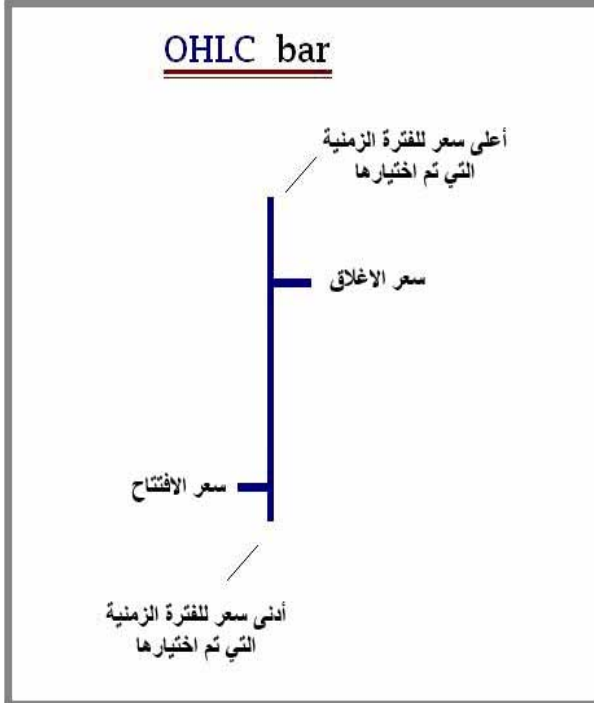 OHLC bar
أعلى سعر للفترة الزمنية
التي تم اختيارها
سعر الاغلاق
سعر الافتتاح
أدنى سعر للفترة الزمنية
التي تم اختيارها